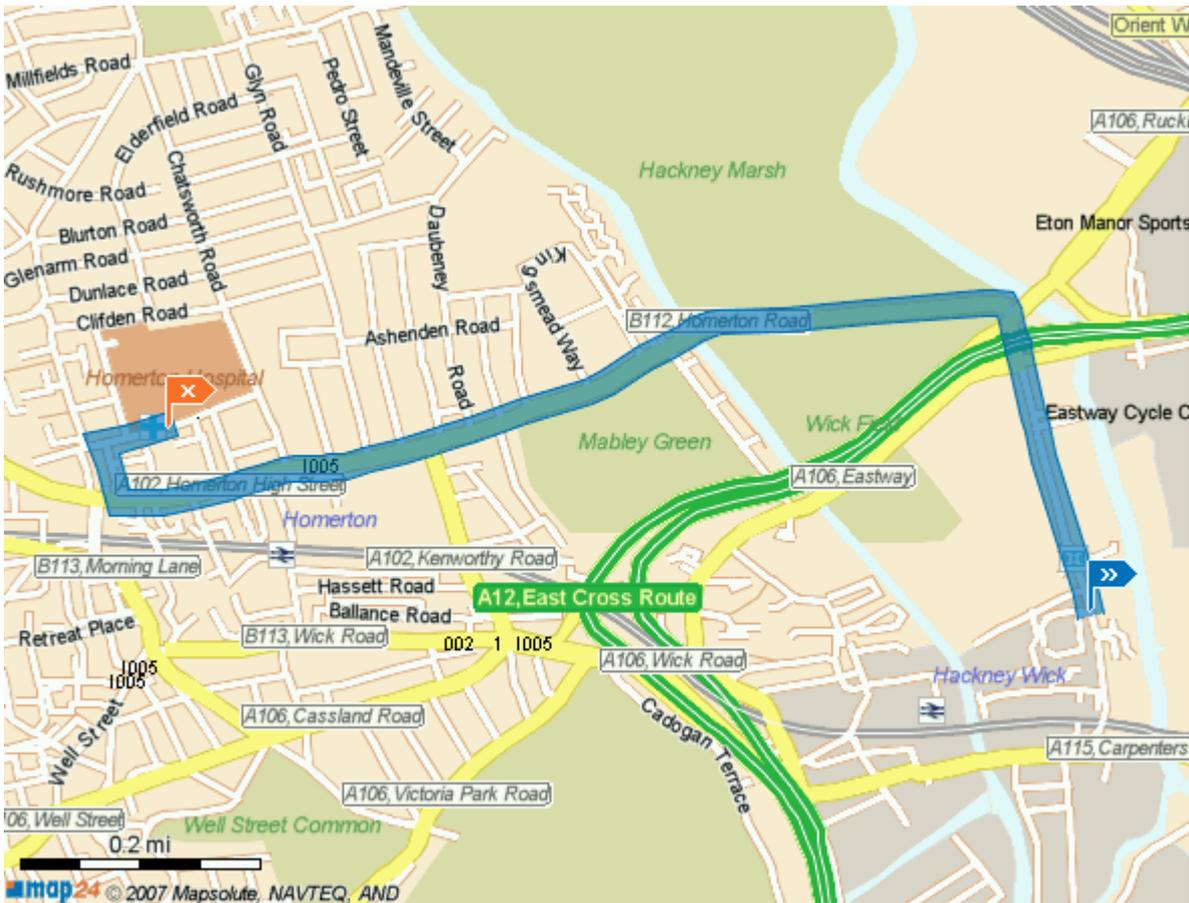 Orient W
Millfields Road
Glyn Road
Pedro Street
Mandeville Street
Elderfield Road
A106, Ruck
Chatsworth Road
Hackney Marsh
Rushmore Road
Blurton Road
Daubeney
Road
Eton Manor Sports
Glenarm Road
Kingsmead Way
Dunlace Road
Clifden Road
B112, Homerton Road
Ashenden Road
Homerton Hospital
Eastway Cycle C
Wick Field
Mabley Green
1005
A102, Homerton High Street
A106, Eastway
Homerton
A102, Kenworthy Road
B113, Morning Lane
Hassett Road
A12, East Cross Route
Ballance Road
Retreat Place
B113, Wick Road
002 1 1005
A106, Wick Road
1005
1005
Hackney Wick
Well Street
A106, Cassland Road
Cadogan Terrace
A115, Carpenters
A106, Victoria Park Road
06, Well Street
Well Street Common
0.2 mi
map24 © 2007 Mapsolute, NAVTEQ, AND